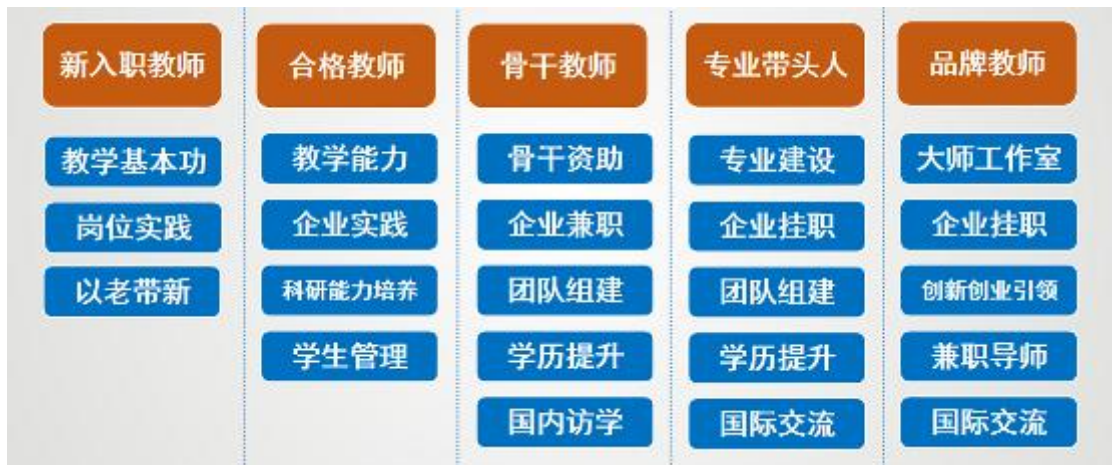 新入职教师
合格教师
骨干教师
专业带头人
品牌教师
教学基本功
教学能力
骨干资助
专业建设
大师工作室
岗位实践
企业实践
企业兼职
企业挂职
企业挂职
以老带新
科研能力培养
团队组建
团队组建
创新创业引领
学生管理
学历提升
学历提升
兼职导师
国内访学
国际交流
国际交流